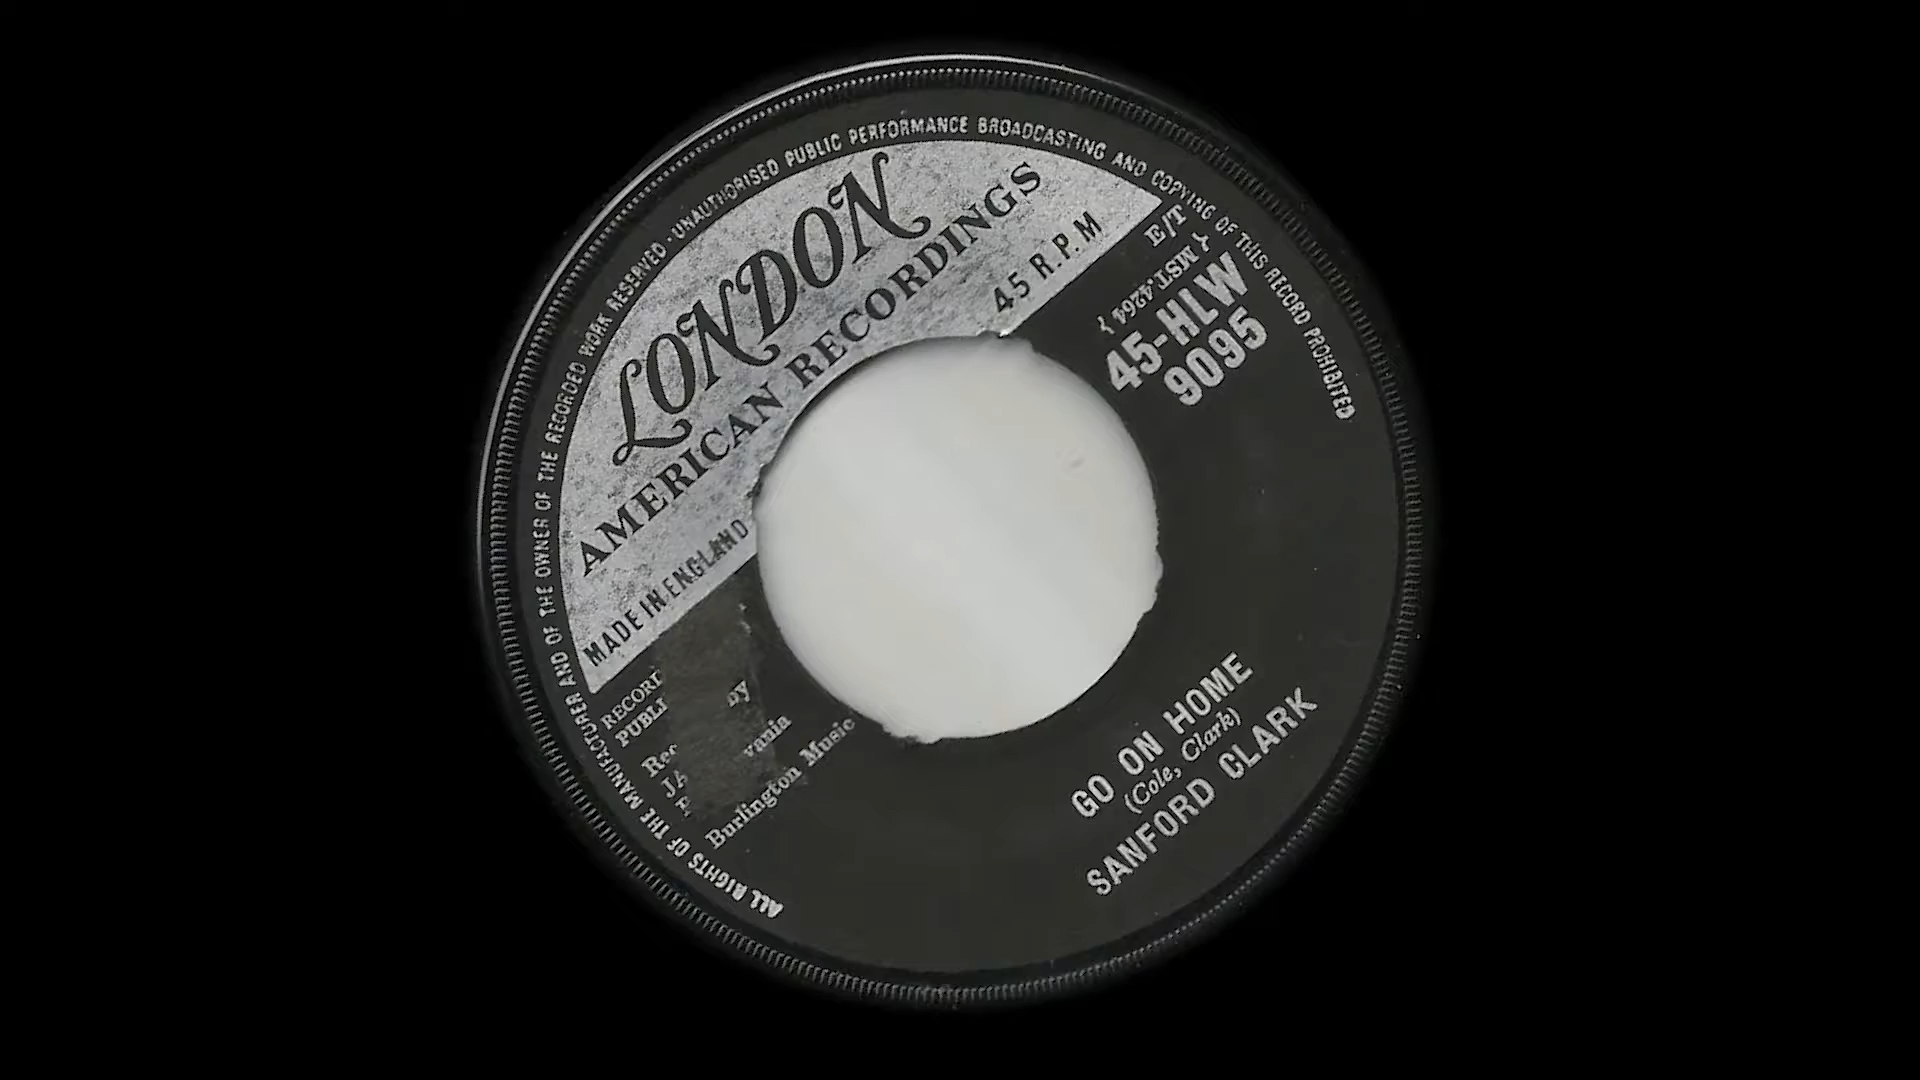 ALL RIGHTS OF THE MANUFACTURER AND OF THE OWNER OF THE RECORDED WORK RESERVED · UNAUTHORISED PUBLIC PERFORMANCE BROADCASTING AND COPYING OF THIS RECORD PROHIBITED
LONDON
AMERICAN RECORDINGS
MADE IN ENGLAND
45 R.P.M
E/T
{ MST.4264 }
45-HLW
9095
Burlington Music
GO ON HOME
(Cole, Clark)
SANFORD CLARK